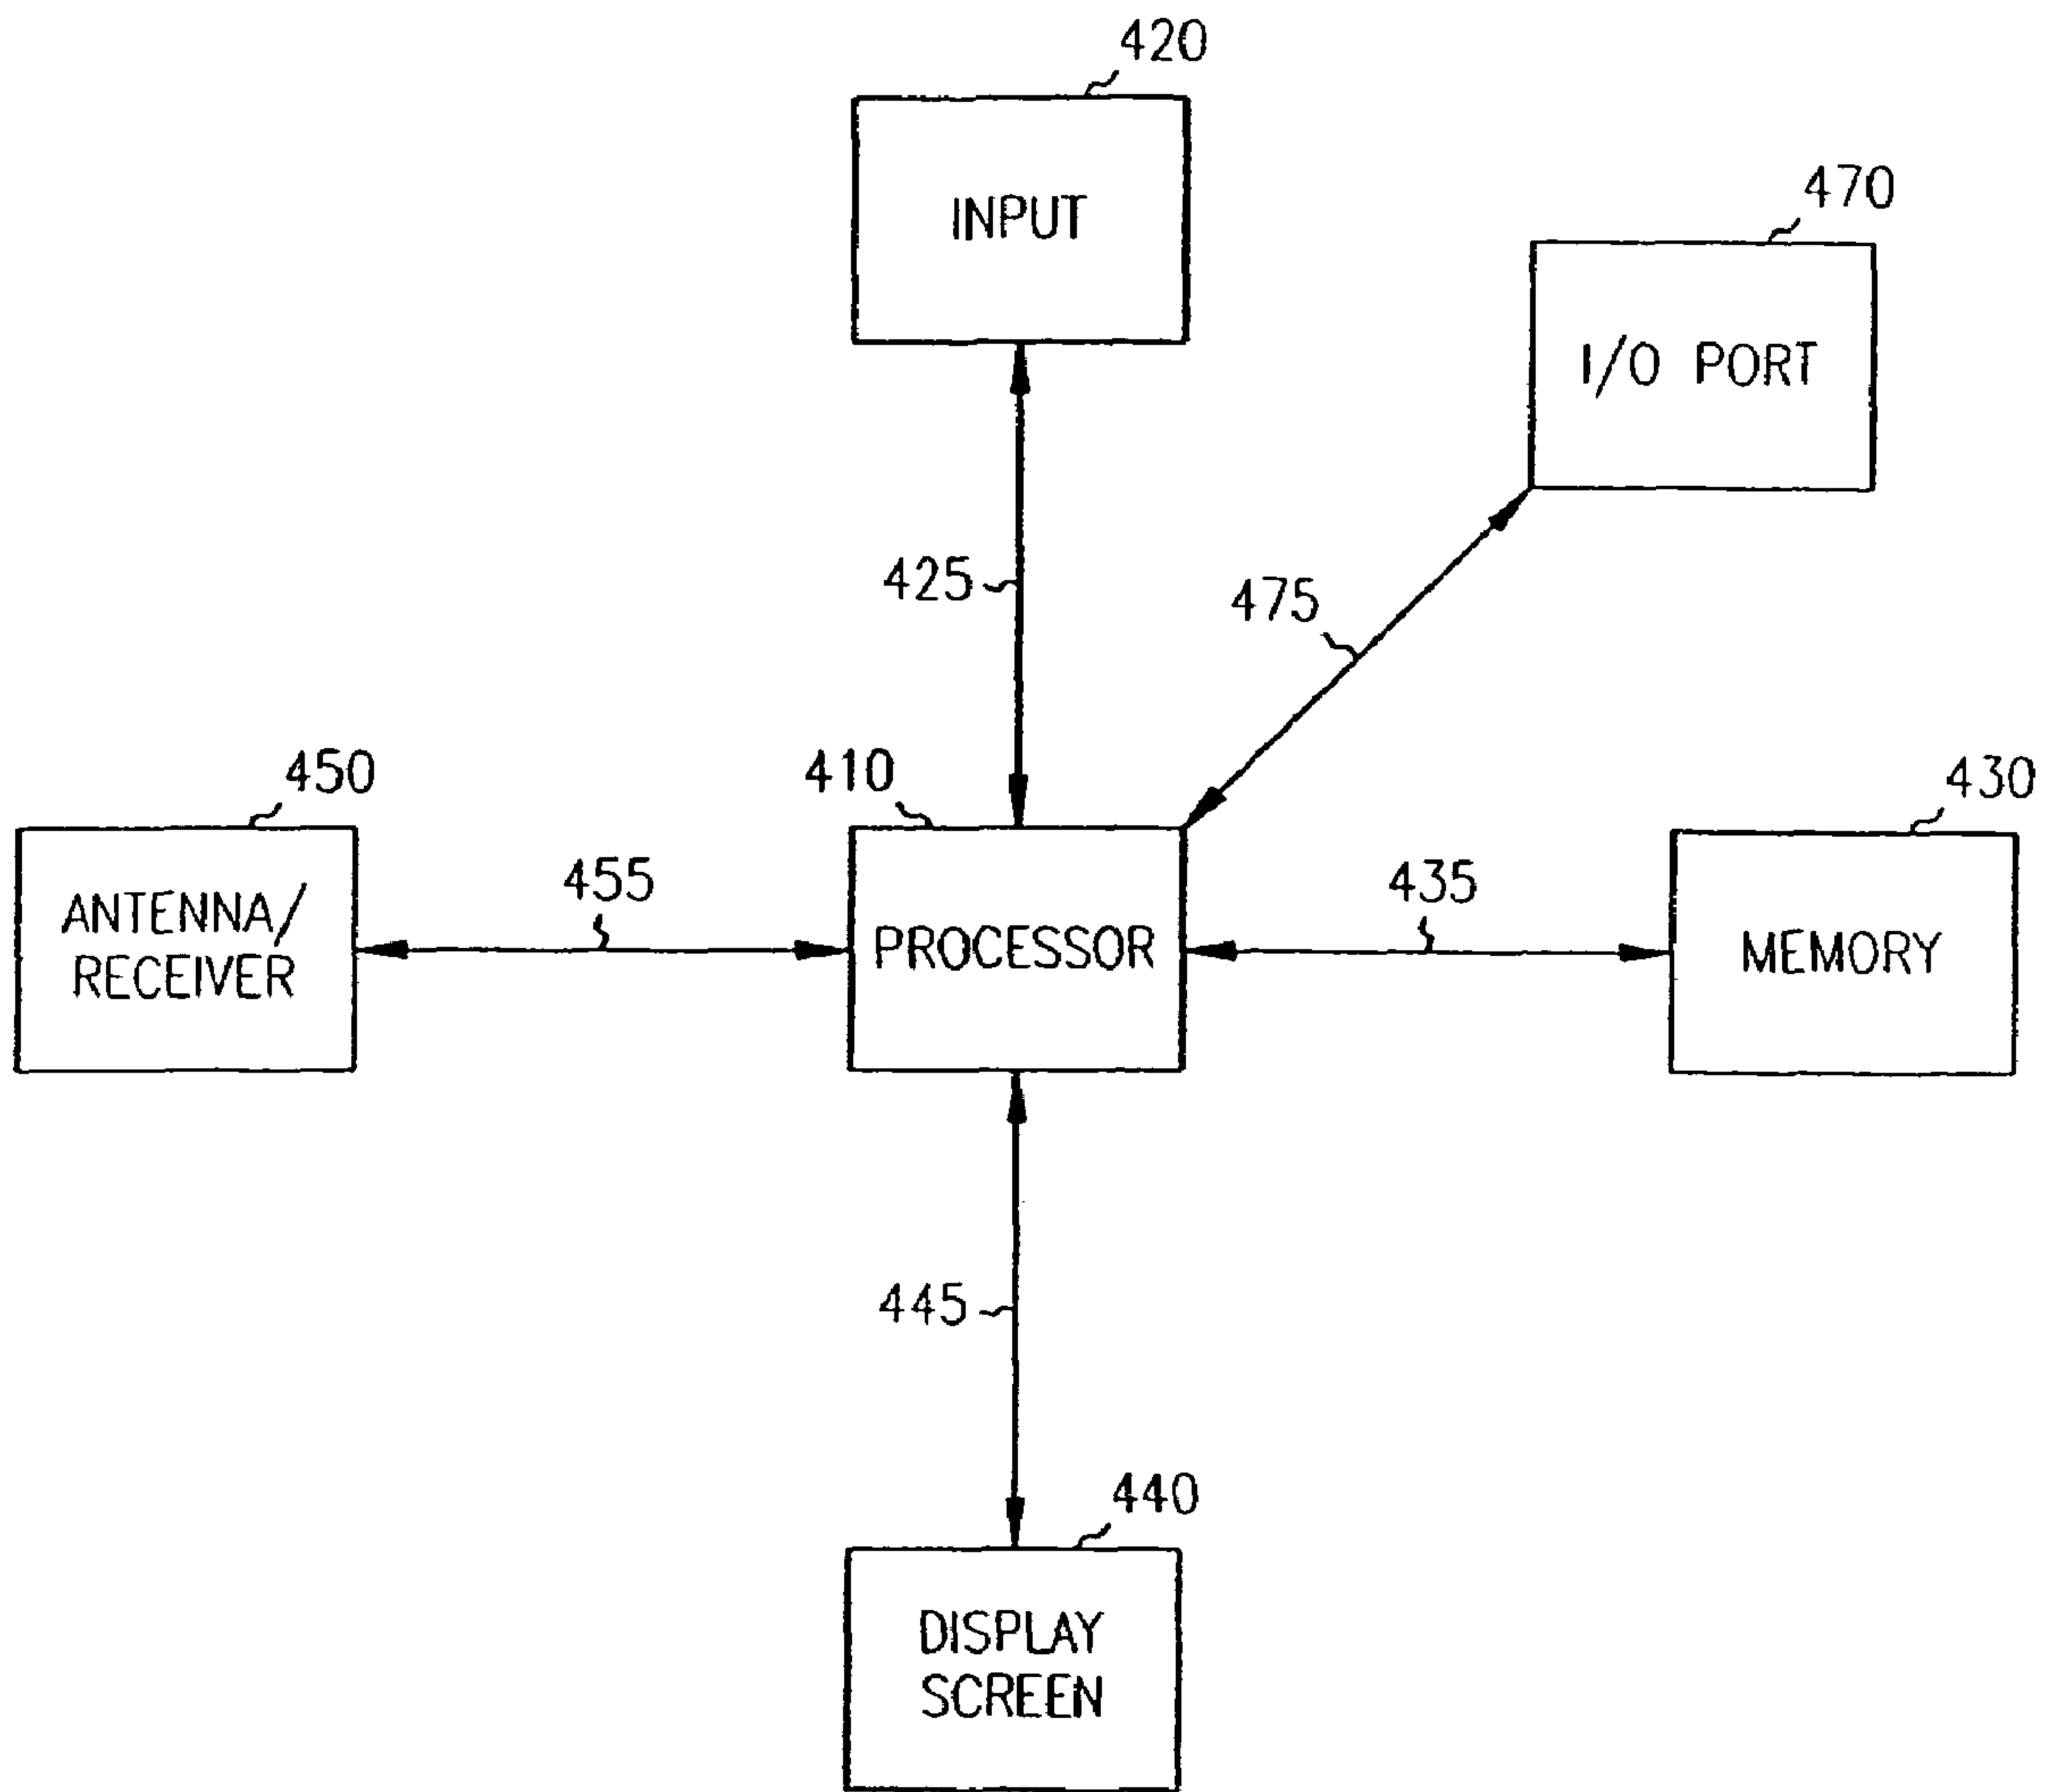 420
INPUT
470
I/O PORT
425
475
450
410
430
ANTENNA/
RECEIVER
455
PROCESSOR
435
MEMORY
445
440
DISPLAY
SCREEN